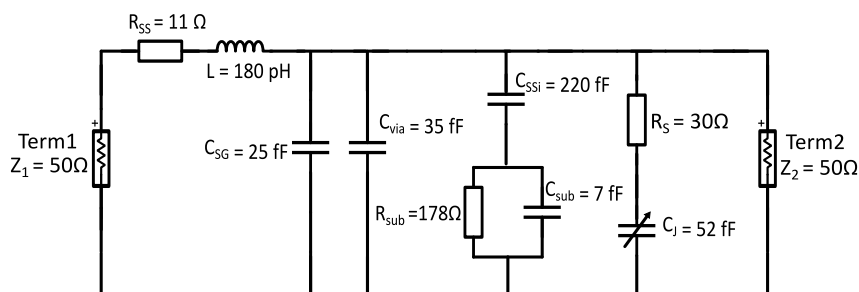 R_SS = 11 Ω
L = 180 pH
C_SSi = 220 fF
C_via = 35 fF
R_S = 30Ω
+
Term1
Z_1 = 50Ω
C_SG = 25 fF
+
Term2
Z_2 = 50Ω
C_sub = 7 fF
R_sub =178Ω
C_J = 52 fF